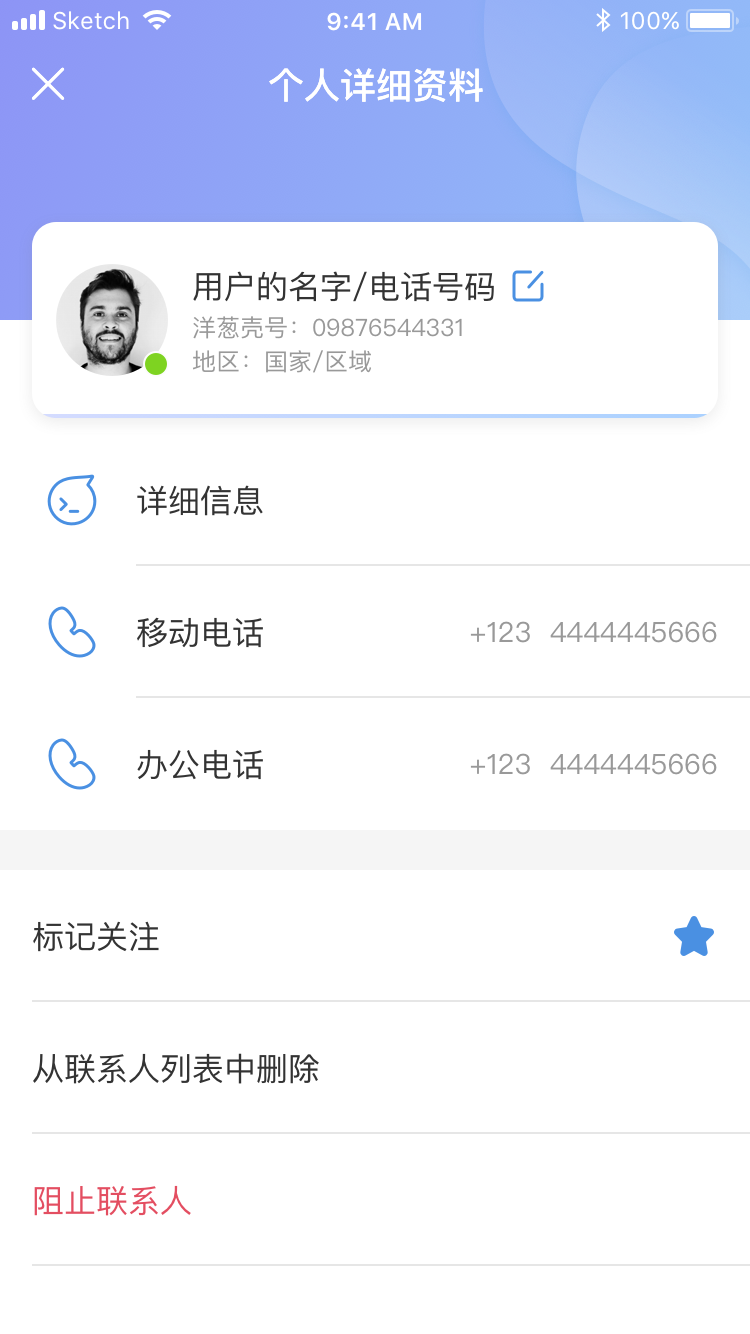 Sketch 9:41 AM 100%
个人详细资料
用户的名字/电话号码
洋葱壳号：09876544331
地区：国家/区域
详细信息
移动电话 +123 4444445666
办公电话 +123 4444445666
标记关注
从联系人列表中删除
阻止联系人